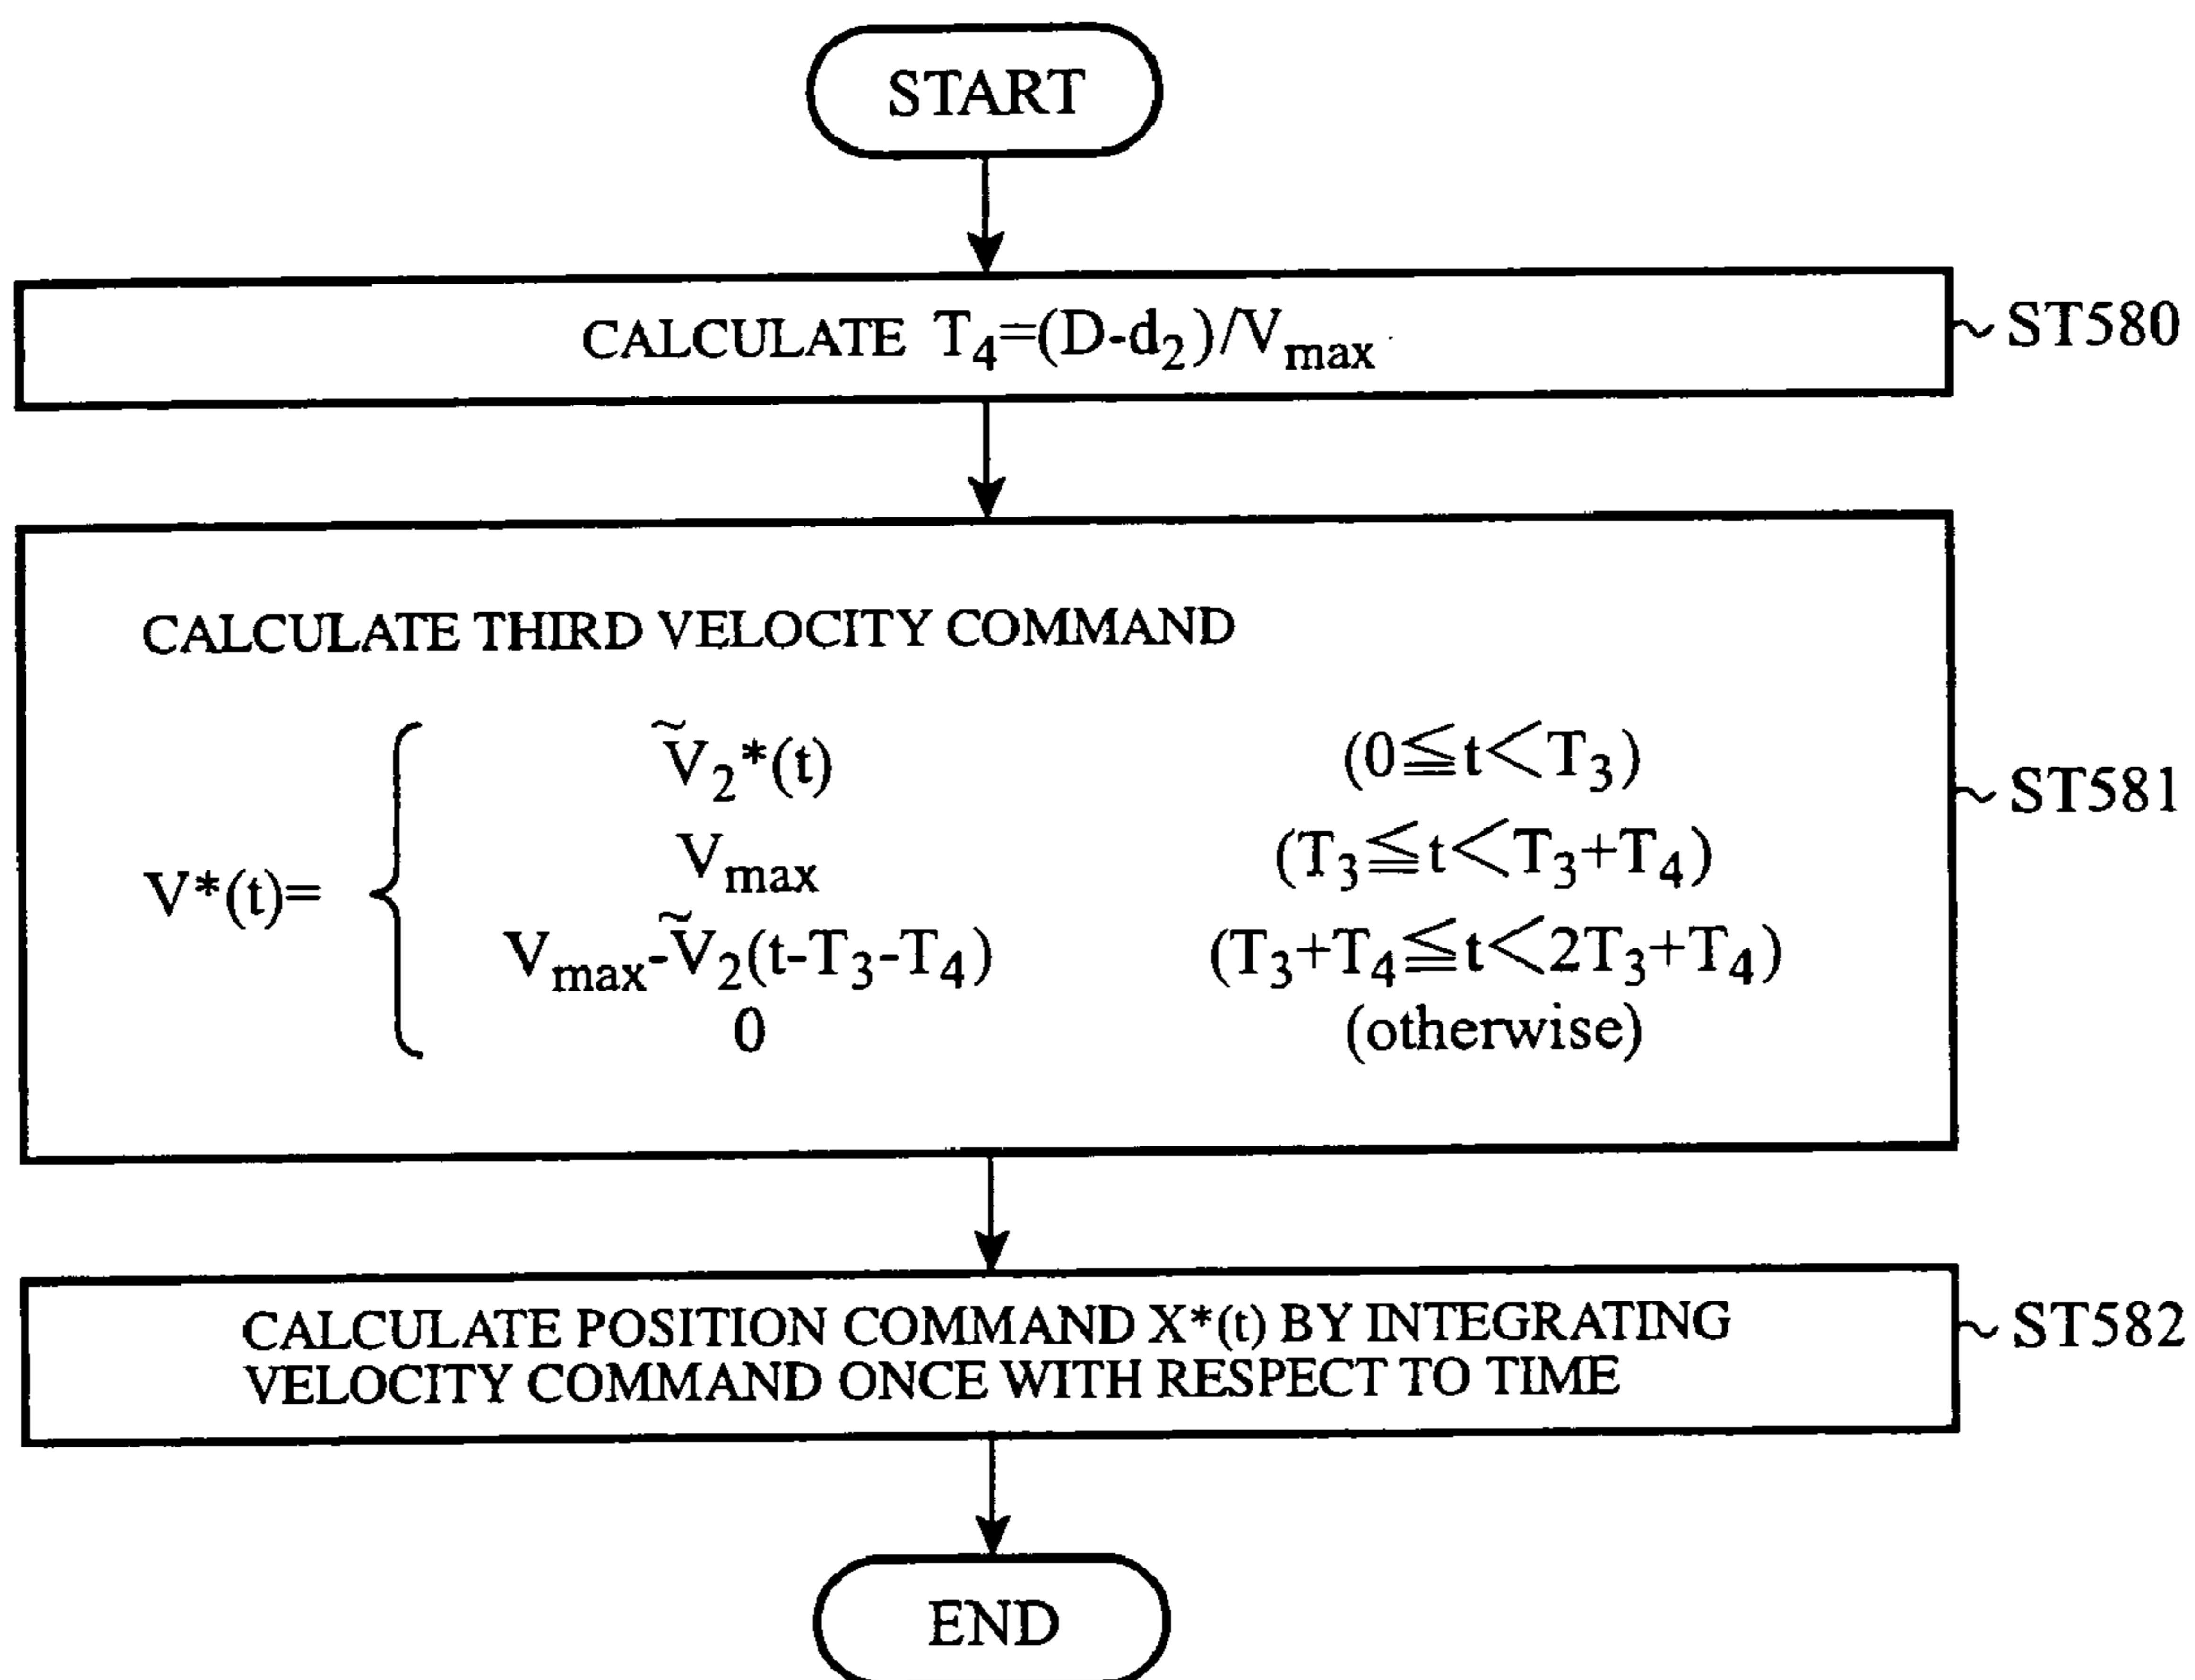 START
CALCULATE T₄=(D-d₂)/Vmax
~ST580
CALCULATE THIRD VELOCITY COMMAND
Ṽ₂*(t) (0≦t<T₃)
Vmax (T₃≦t<T₃+T₄)
V*(t)=
Vmax-Ṽ₂(t-T₃-T₄) (T₃+T₄≦t<2T₃+T₄)
0 (otherwise)
~ST581
CALCULATE POSITION COMMAND X*(t) BY INTEGRATING
VELOCITY COMMAND ONCE WITH RESPECT TO TIME
~ST582
END